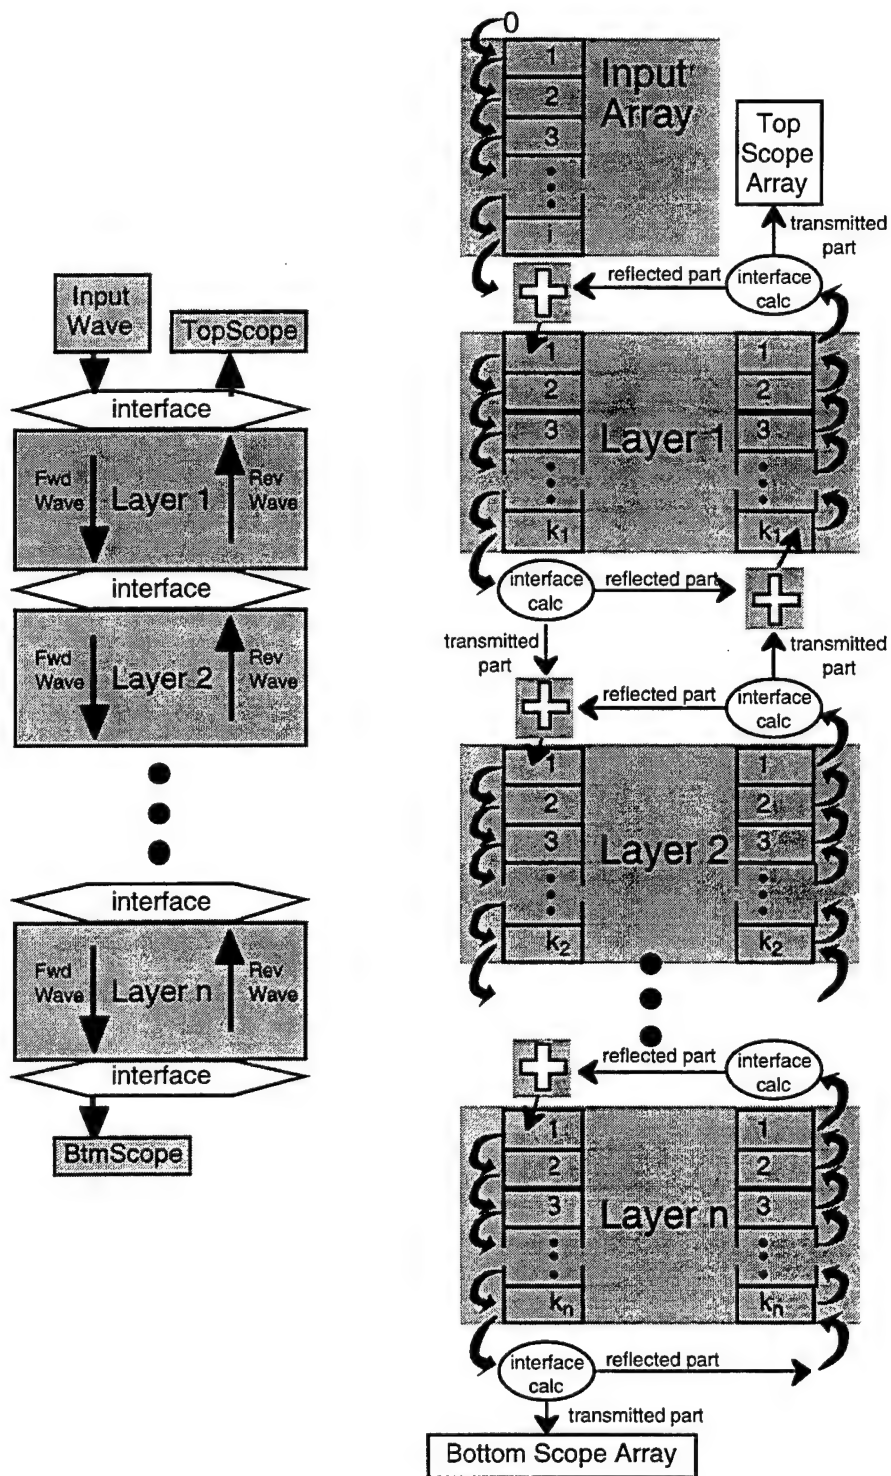 Input
Wave
TopScope
interface
Fwd
Wave
Layer 1
Rev
Wave
interface
Fwd
Wave
Layer 2
Rev
Wave
interface
Fwd
Wave
Layer n
Rev
Wave
interface
BtmScope
0
1
2
3
i
Input
Array
Top
Scope
Array
transmitted
part
reflected part
interface
calc
1
2
3
k₁
Layer 1
1
2
3
k₁
interface
calc
reflected part
transmitted
part
transmitted
part
reflected part
interface
calc
1
2
3
k₂
Layer 2
1
2
3
k₂
reflected part
interface
calc
1
2
3
kₙ
Layer n
1
2
3
kₙ
interface
calc
reflected part
transmitted part
Bottom Scope Array